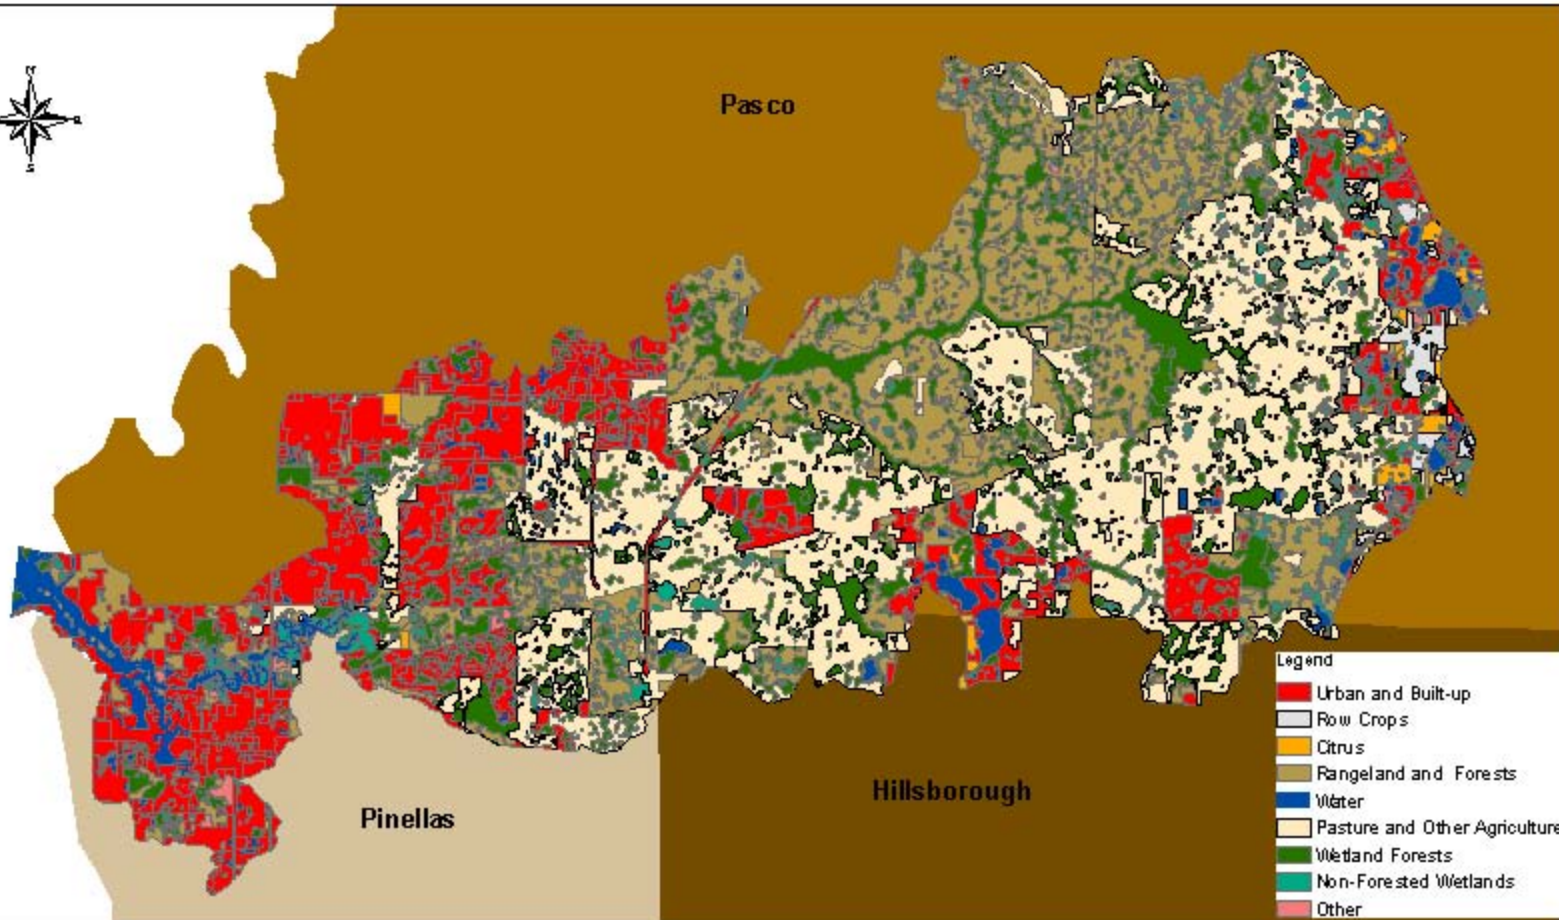 N
S
Pasco
Pinellas
Hillsborough
Legend
Urban and Built-up
Row Crops
Citrus
Rangeland and Forests
Water
Pasture and Other Agriculture
Wetland Forests
Non-Forested Wetlands
Other